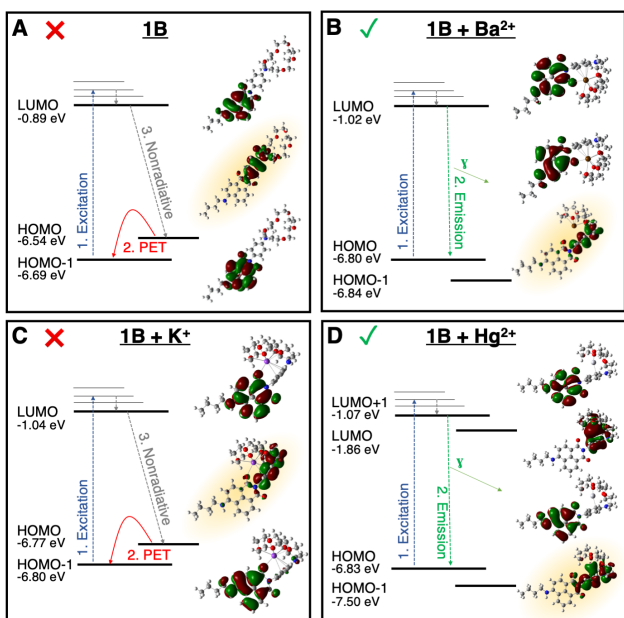 A
1B
LUMO
-0.89 eV
1. Excitation
3. Nonradiative
HOMO
-6.54 eV
2. PET
HOMO-1
-6.69 eV
B
1B + Ba²⁺
LUMO
-1.02 eV
1. Excitation
2. Emission
γ
HOMO
-6.80 eV
HOMO-1
-6.84 eV
C
1B + K⁺
LUMO
-1.04 eV
1. Excitation
3. Nonradiative
HOMO
-6.77 eV
2. PET
HOMO-1
-6.80 eV
D
1B + Hg²⁺
LUMO+1
-1.07 eV
LUMO
-1.86 eV
1. Excitation
2. Emission
γ
HOMO
-6.83 eV
HOMO-1
-7.50 eV